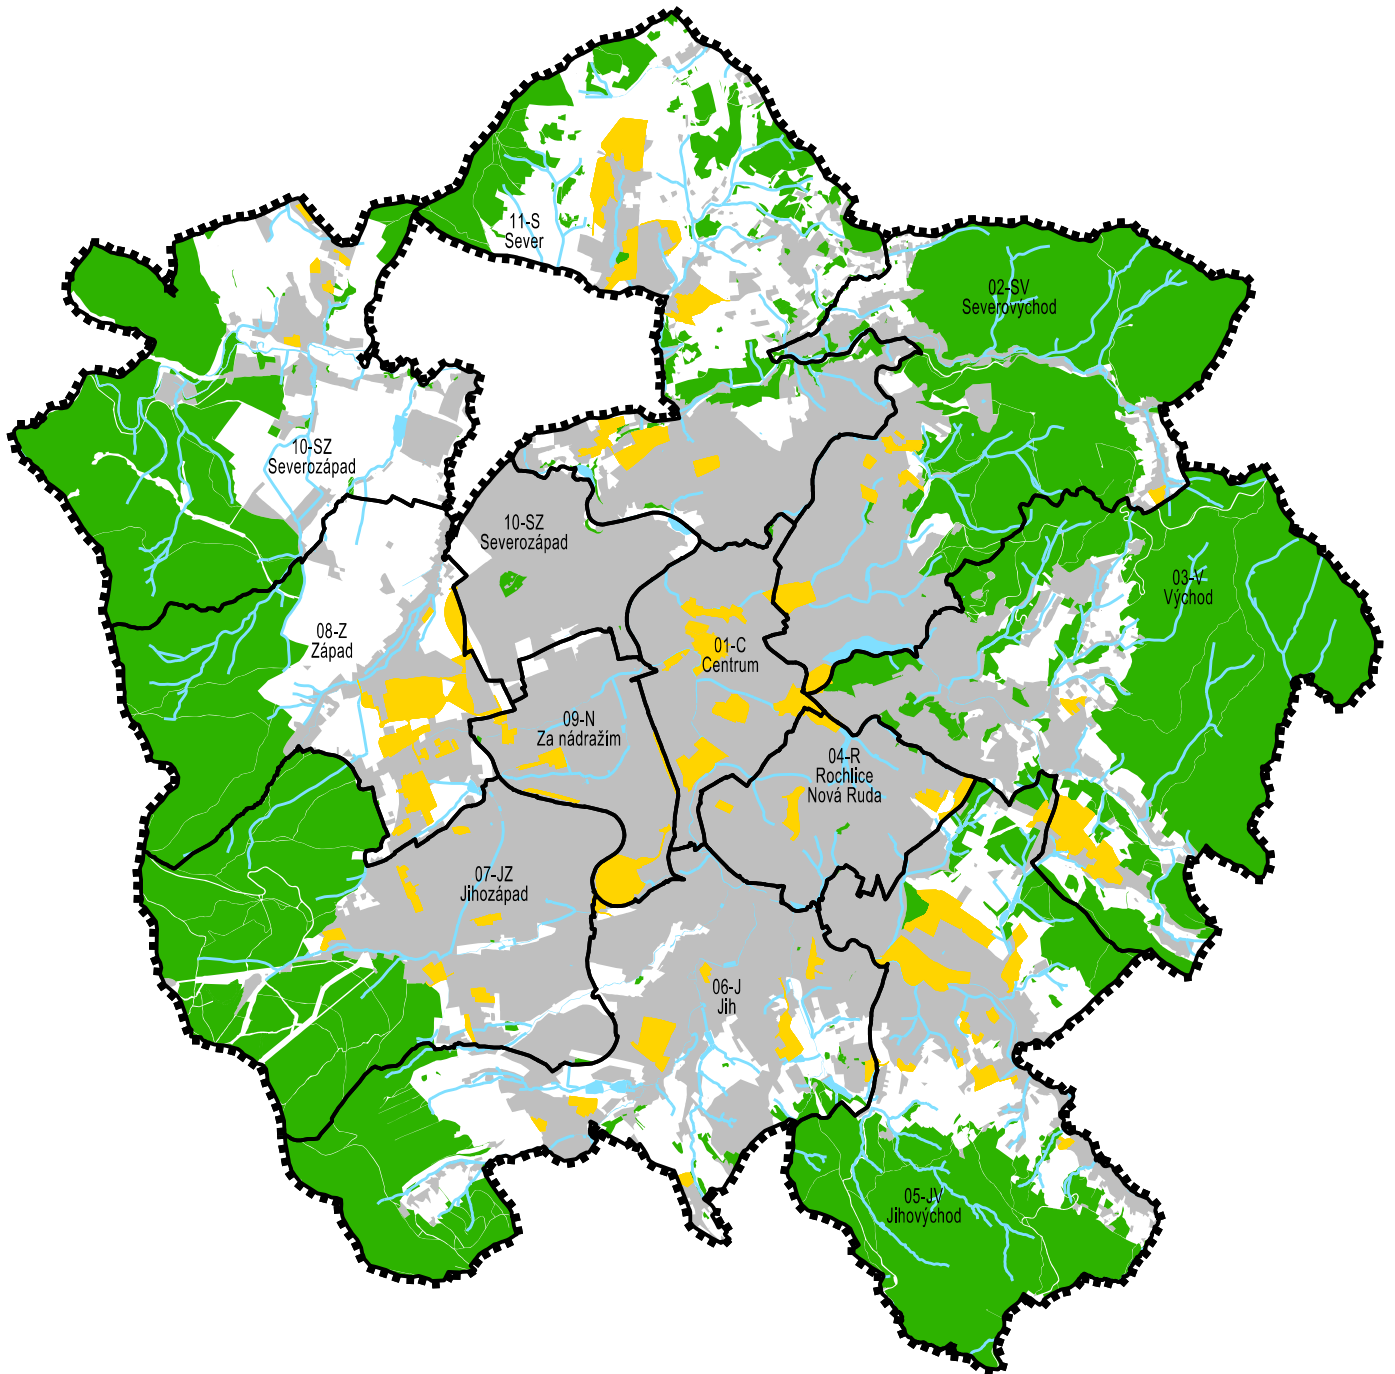 11-S
Sever
02-SV
Severovýchod
10-SZ
Severozápad
10-SZ
Severozápad
03-V
Východ
08-Z
Západ
01-C
Centrum
09-N
Za nádražím
04-R
Rochlice
Nová Ruda
07-JZ
Jihozápad
06-J
Jih
05-JV
Jihovýchod